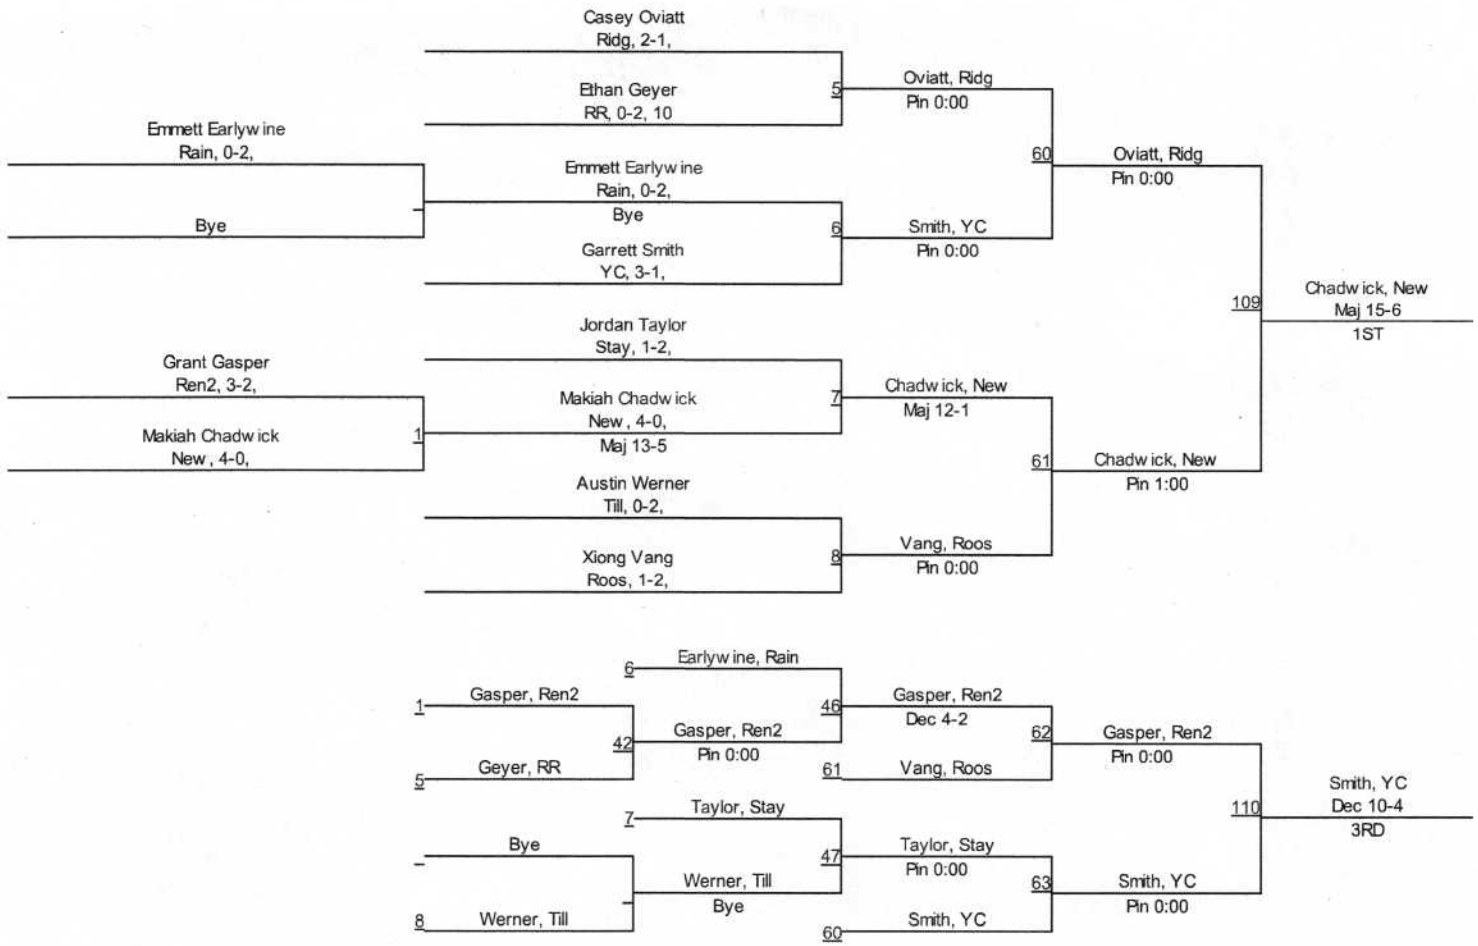 Casey Oviatt
Ridg, 2-1,
Ethan Geyer
RR, 0-2, 10
5
Oviatt, Ridg
Pin 0:00
Emmett Earlywine
Rain, 0-2,
Bye
Emmett Earlywine
Rain, 0-2,
Bye
Garrett Smith
YC, 3-1,
6
Smith, YC
Pin 0:00
60
Oviatt, Ridg
Pin 0:00
Jordan Taylor
Stay, 1-2,
Grant Gasper
Ren2, 3-2,
Makiah Chadwick
New, 4-0,
1
Makiah Chadwick
New, 4-0,
Maj 13-5
7
Chadwick, New
Maj 12-1
Austin Werner
Till, 0-2,
Xiong Vang
Roos, 1-2,
8
Vang, Roos
Pin 0:00
61
Chadwick, New
Pin 1:00
109
Chadwick, New
Maj 15-6
1ST
6
Earlywine, Rain
1
Gasper, Ren2
5
Geyer, RR
42
Gasper, Ren2
Pin 0:00
46
Gasper, Ren2
Dec 4-2
61
Vang, Roos
62
Gasper, Ren2
Pin 0:00
7
Taylor, Stay
Bye
8
Werner, Till
Werner, Till
Bye
47
Taylor, Stay
Pin 0:00
60
Smith, YC
63
Smith, YC
Pin 0:00
110
Smith, YC
Dec 10-4
3RD